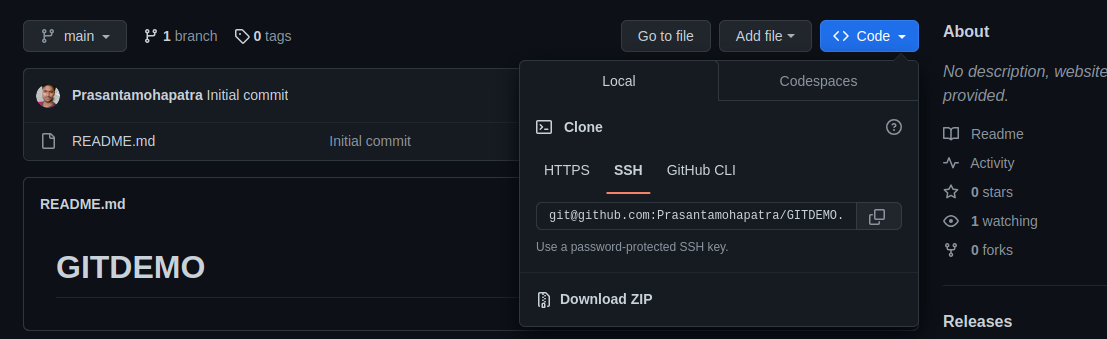 main 1 branch 0 tags Go to file Add file Code
Prasantamohapatra Initial commit
README.md Initial commit
README.md
GITDEMO
Local Codespaces
Clone
HTTPS SSH GitHub CLI
git@github.com:Prasantamohapatra/GITDEMO.
Use a password-protected SSH key.
Download ZIP
About
No description, website
provided.
Readme
Activity
0 stars
1 watching
0 forks
Releases